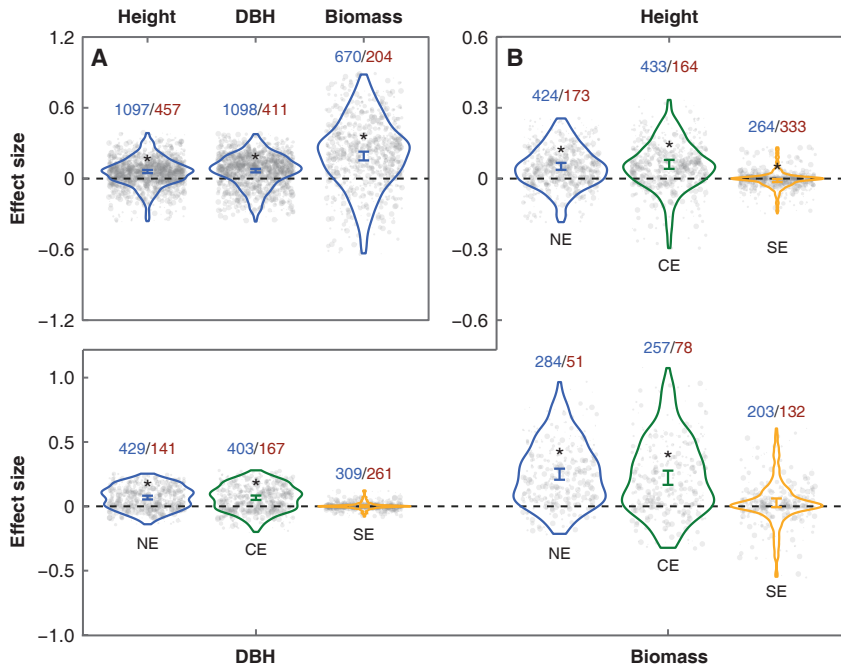 Height DBH Biomass Height
A
B
Effect size
1.2
0.6
0
−0.6
−1.2
1097/457
1098/411
670/204
*
*
*
0.6
0.3
0
−0.3
−0.6
424/173
433/164
264/333
*
*
*
NE
CE
SE
Effect size
1.0
0.5
0
−0.5
−1.0
429/141
403/167
309/261
*
*
NE
CE
SE
284/51
257/78
203/132
*
*
NE
CE
SE
DBH Biomass